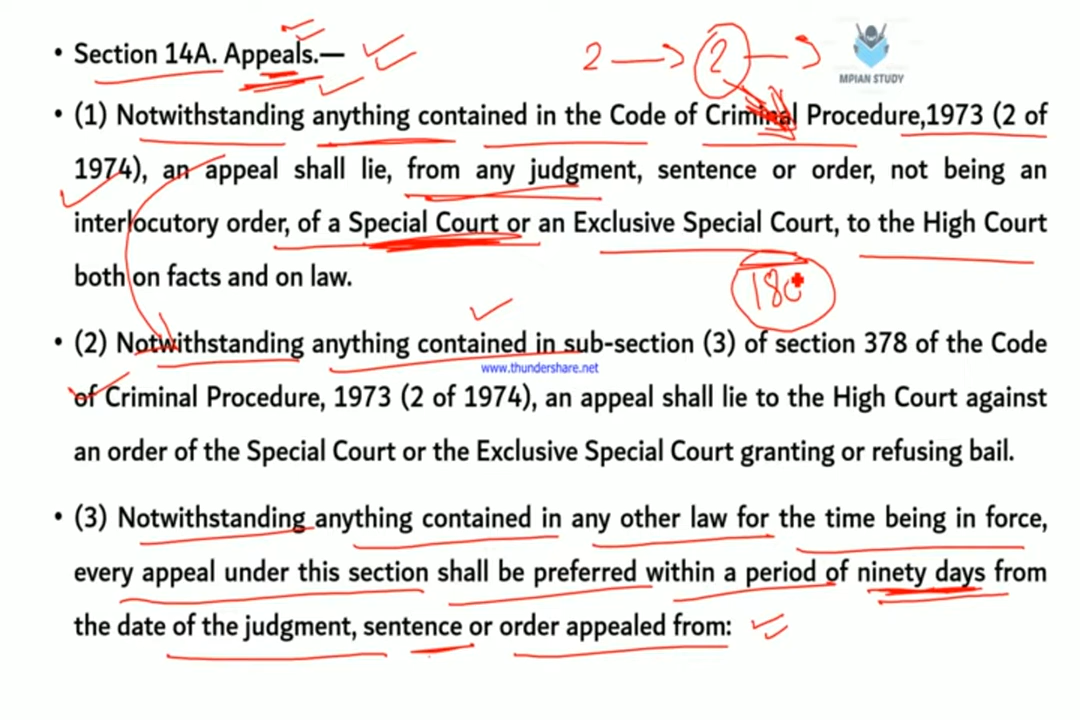 • Section 14A. Appeals.—
2 → 2 →
MPIAN STUDY
• (1) Notwithstanding anything contained in the Code of Criminal Procedure,1973 (2 of
1974), an appeal shall lie, from any judgment, sentence or order, not being an
interlocutory order, of a Special Court or an Exclusive Special Court, to the High Court
both on facts and on law.
180
• (2) Notwithstanding anything contained in sub-section (3) of section 378 of the Code
www.thundershare.net
of Criminal Procedure, 1973 (2 of 1974), an appeal shall lie to the High Court against
an order of the Special Court or the Exclusive Special Court granting or refusing bail.
• (3) Notwithstanding anything contained in any other law for the time being in force,
every appeal under this section shall be preferred within a period of ninety days from
the date of the judgment, sentence or order appealed from: